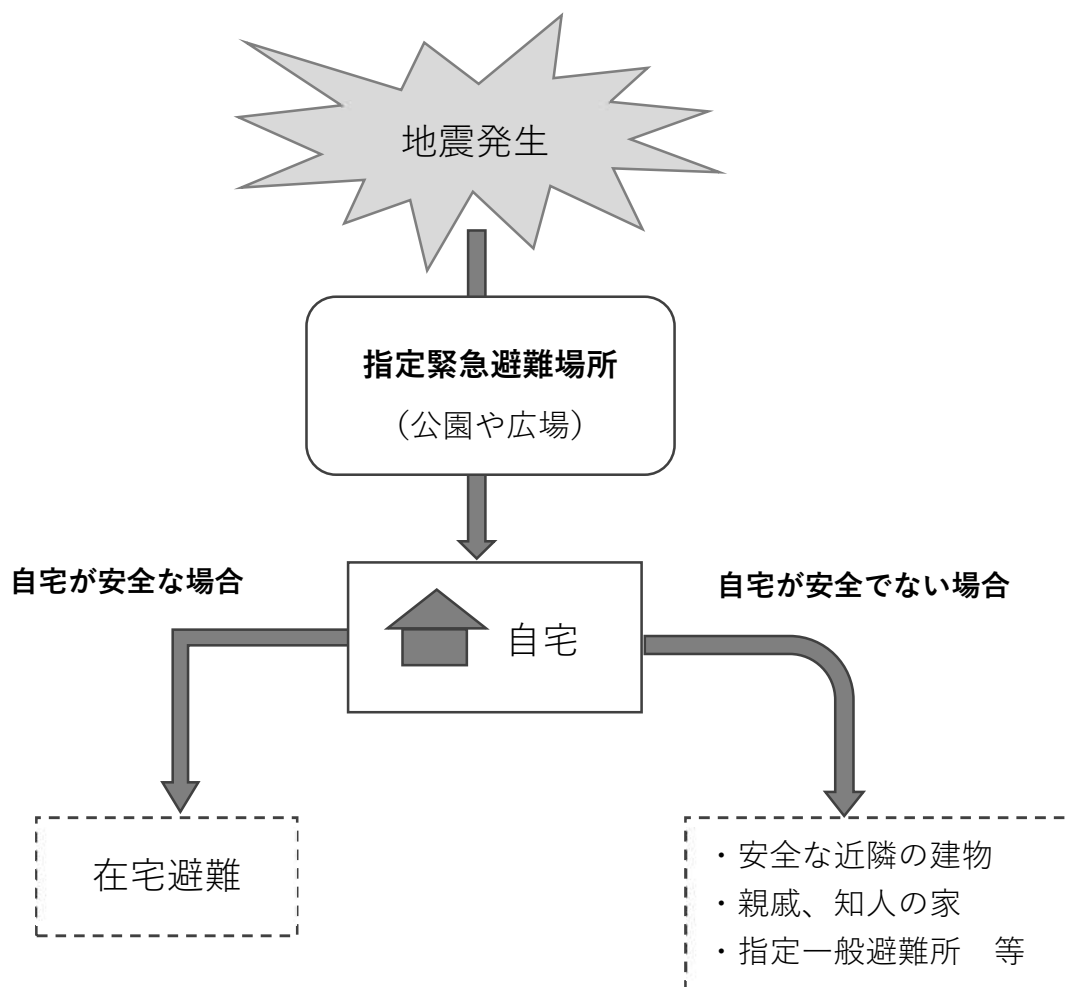 地震発生
指定緊急避難場所
（公園や広場）
自宅が安全な場合
自宅が安全でない場合
自宅
在宅避難
・安全な近隣の建物
・親戚、知人の家
・指定一般避難所　等